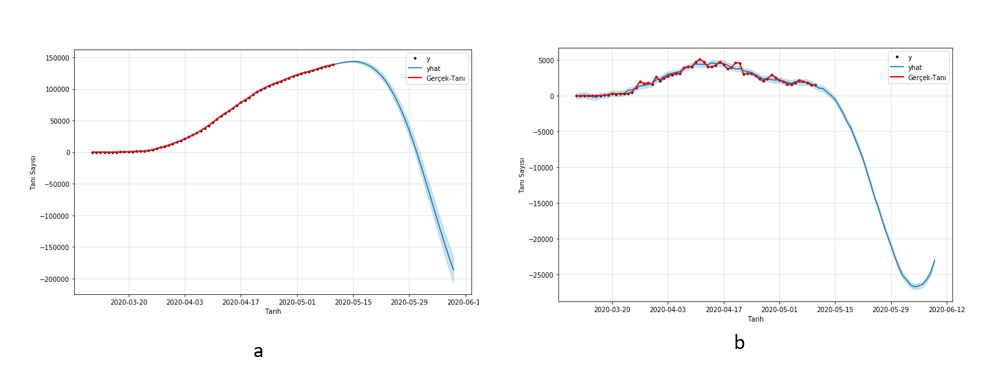 150000
100000
50000
0
−50000
−100000
−150000
−200000
Tanı Sayısı
y
yhat
Gerçek-Tanı
2020-03-20 2020-04-03 2020-04-17 2020-05-01 2020-05-15 2020-05-29 2020-06-1
Tarih
a
5000
0
−5000
−10000
−15000
−20000
−25000
Tanı Sayısı
y
yhat
Gerçek-Tanı
2020-03-20 2020-04-03 2020-04-17 2020-05-01 2020-05-15 2020-05-29 2020-06-12
Tarih
b